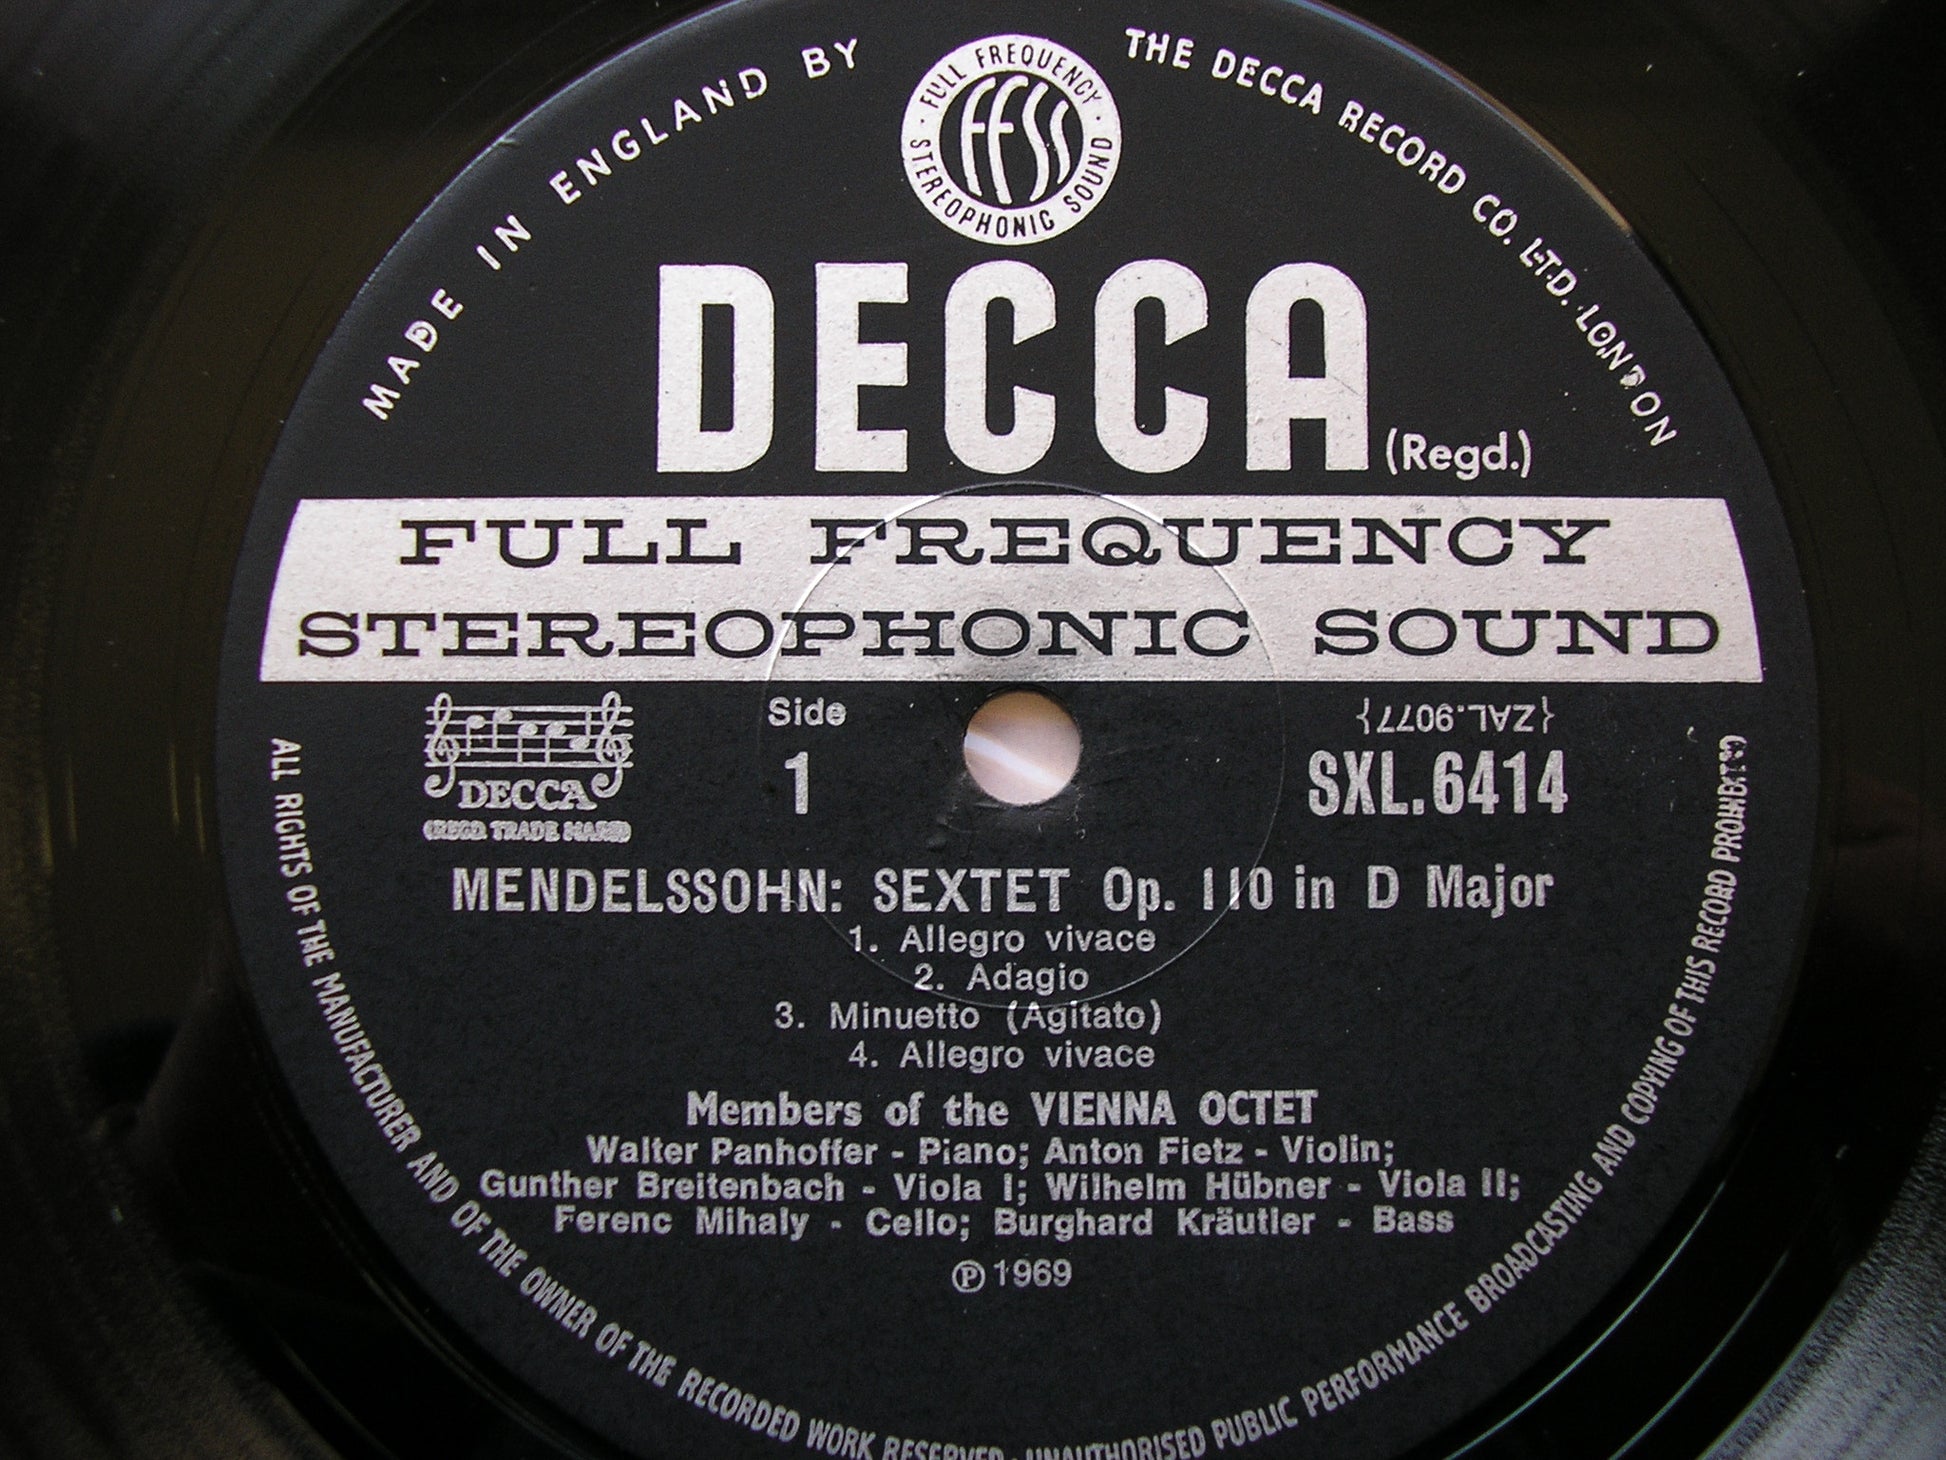 MADE IN ENGLAND BY
THE DECCA RECORD CO. LTD. LONDON
FULL FREQUENCY
STEREOPHONIC SOUND
FFSS
DECCA (Regd.)
FULL FREQUENCY
STEREOPHONIC SOUND
DECCA
(REGD. TRADE MARK)
Side
1
{ZAL.9077}
SXL.6414
MENDELSSOHN: SEXTET Op. 110 in D Major
1. Allegro vivace
2. Adagio
3. Minuetto (Agitato)
4. Allegro vivace
Members of the VIENNA OCTET
Walter Panhoffer - Piano; Anton Fietz - Violin;
Gunther Breitenbach - Viola I; Wilhelm Hübner - Viola II;
Ferenc Mihaly - Cello; Burghard Kräutler - Bass
℗ 1969
ALL RIGHTS OF THE MANUFACTURER AND OF THE OWNER OF THE RECORDED WORK RESERVED · UNAUTHORISED PUBLIC PERFORMANCE BROADCASTING AND COPYING OF THIS RECORD PROHIBITED